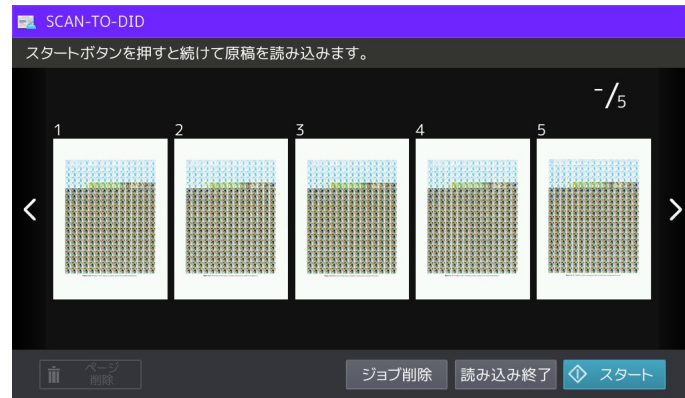 SCAN-TO-DID
スタートボタンを押すと続けて原稿を読み込みます。
-/5
1
2
3
4
5
ページ
削除
ジョブ削除
読み込み終了
スタート